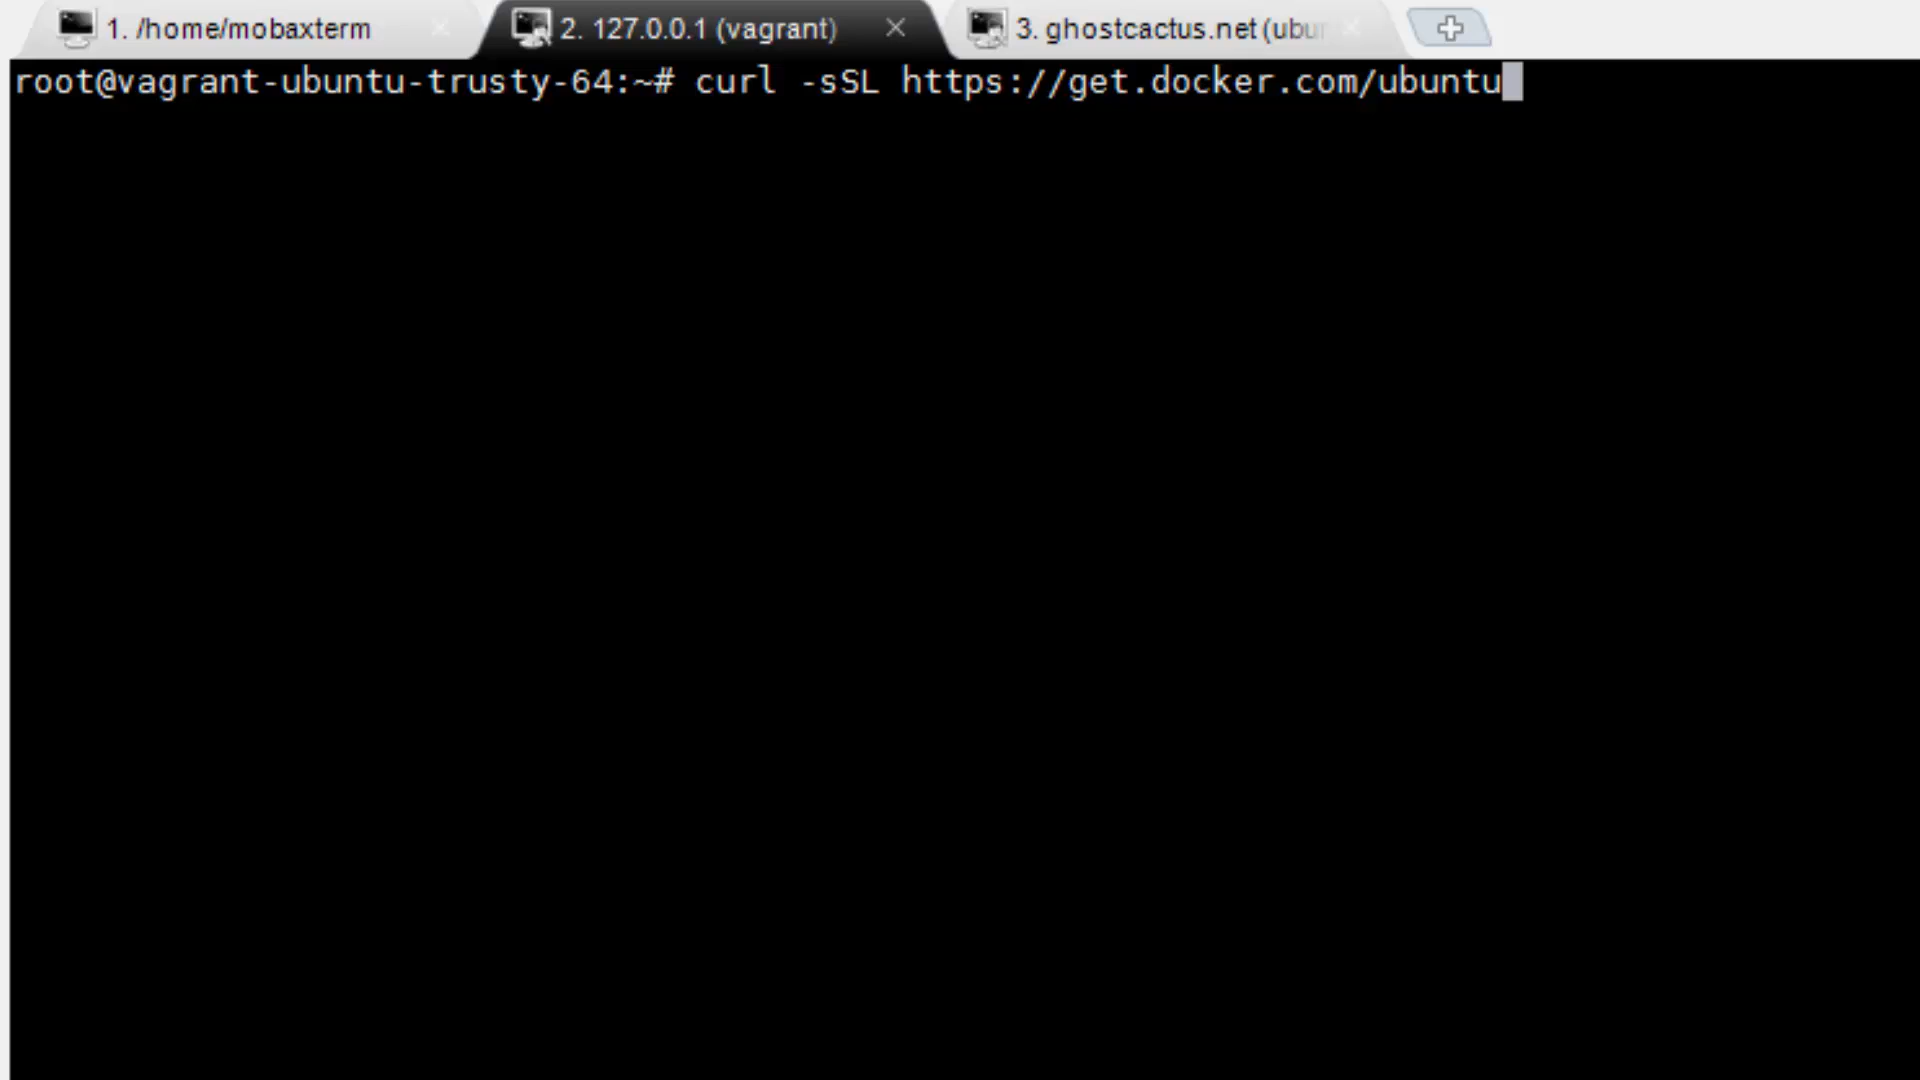 1. /home/mobaxterm
2. 127.0.0.1 (vagrant)
3. ghostcactus.net (ubu
root@vagrant-ubuntu-trusty-64:~# curl -sSL https://get.docker.com/ubuntu